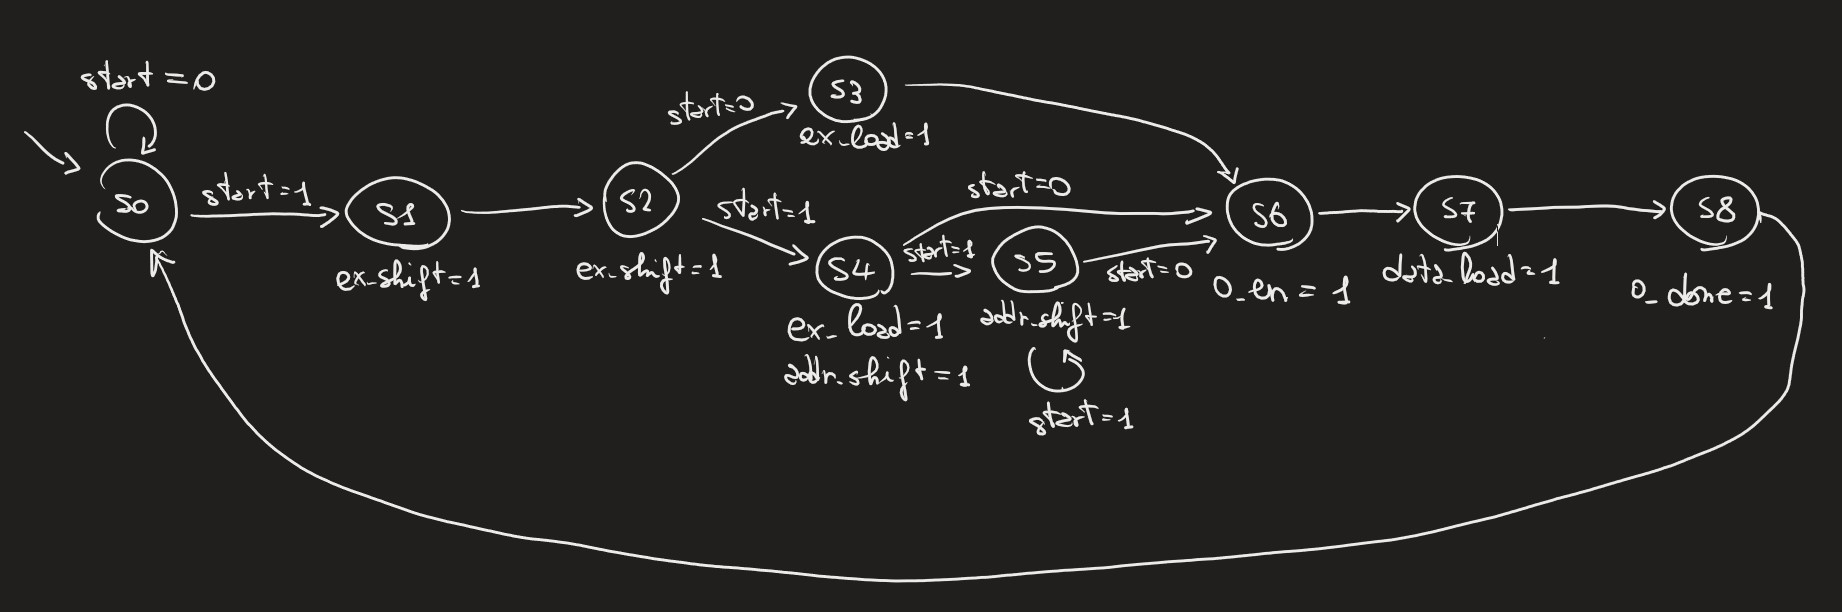 start=0
S0
start=1
S1
ex_shift=1
S2
ex_shift=1
start=0
S3
ex_load=1
start=1
S4
ex_load=1
addr_shift=1
start=0
start=1
S5
addr_shift=1
start=1
start=0
S6
o_en=1
S7
data_load=1
S8
o_done=1